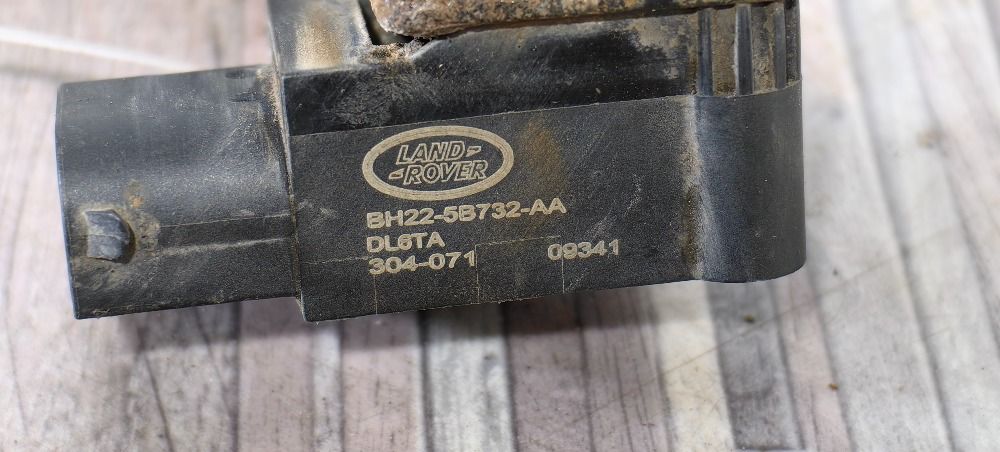 LAND-
-ROVER
BH22-5B732-AA
DL6TA
304-071 09341